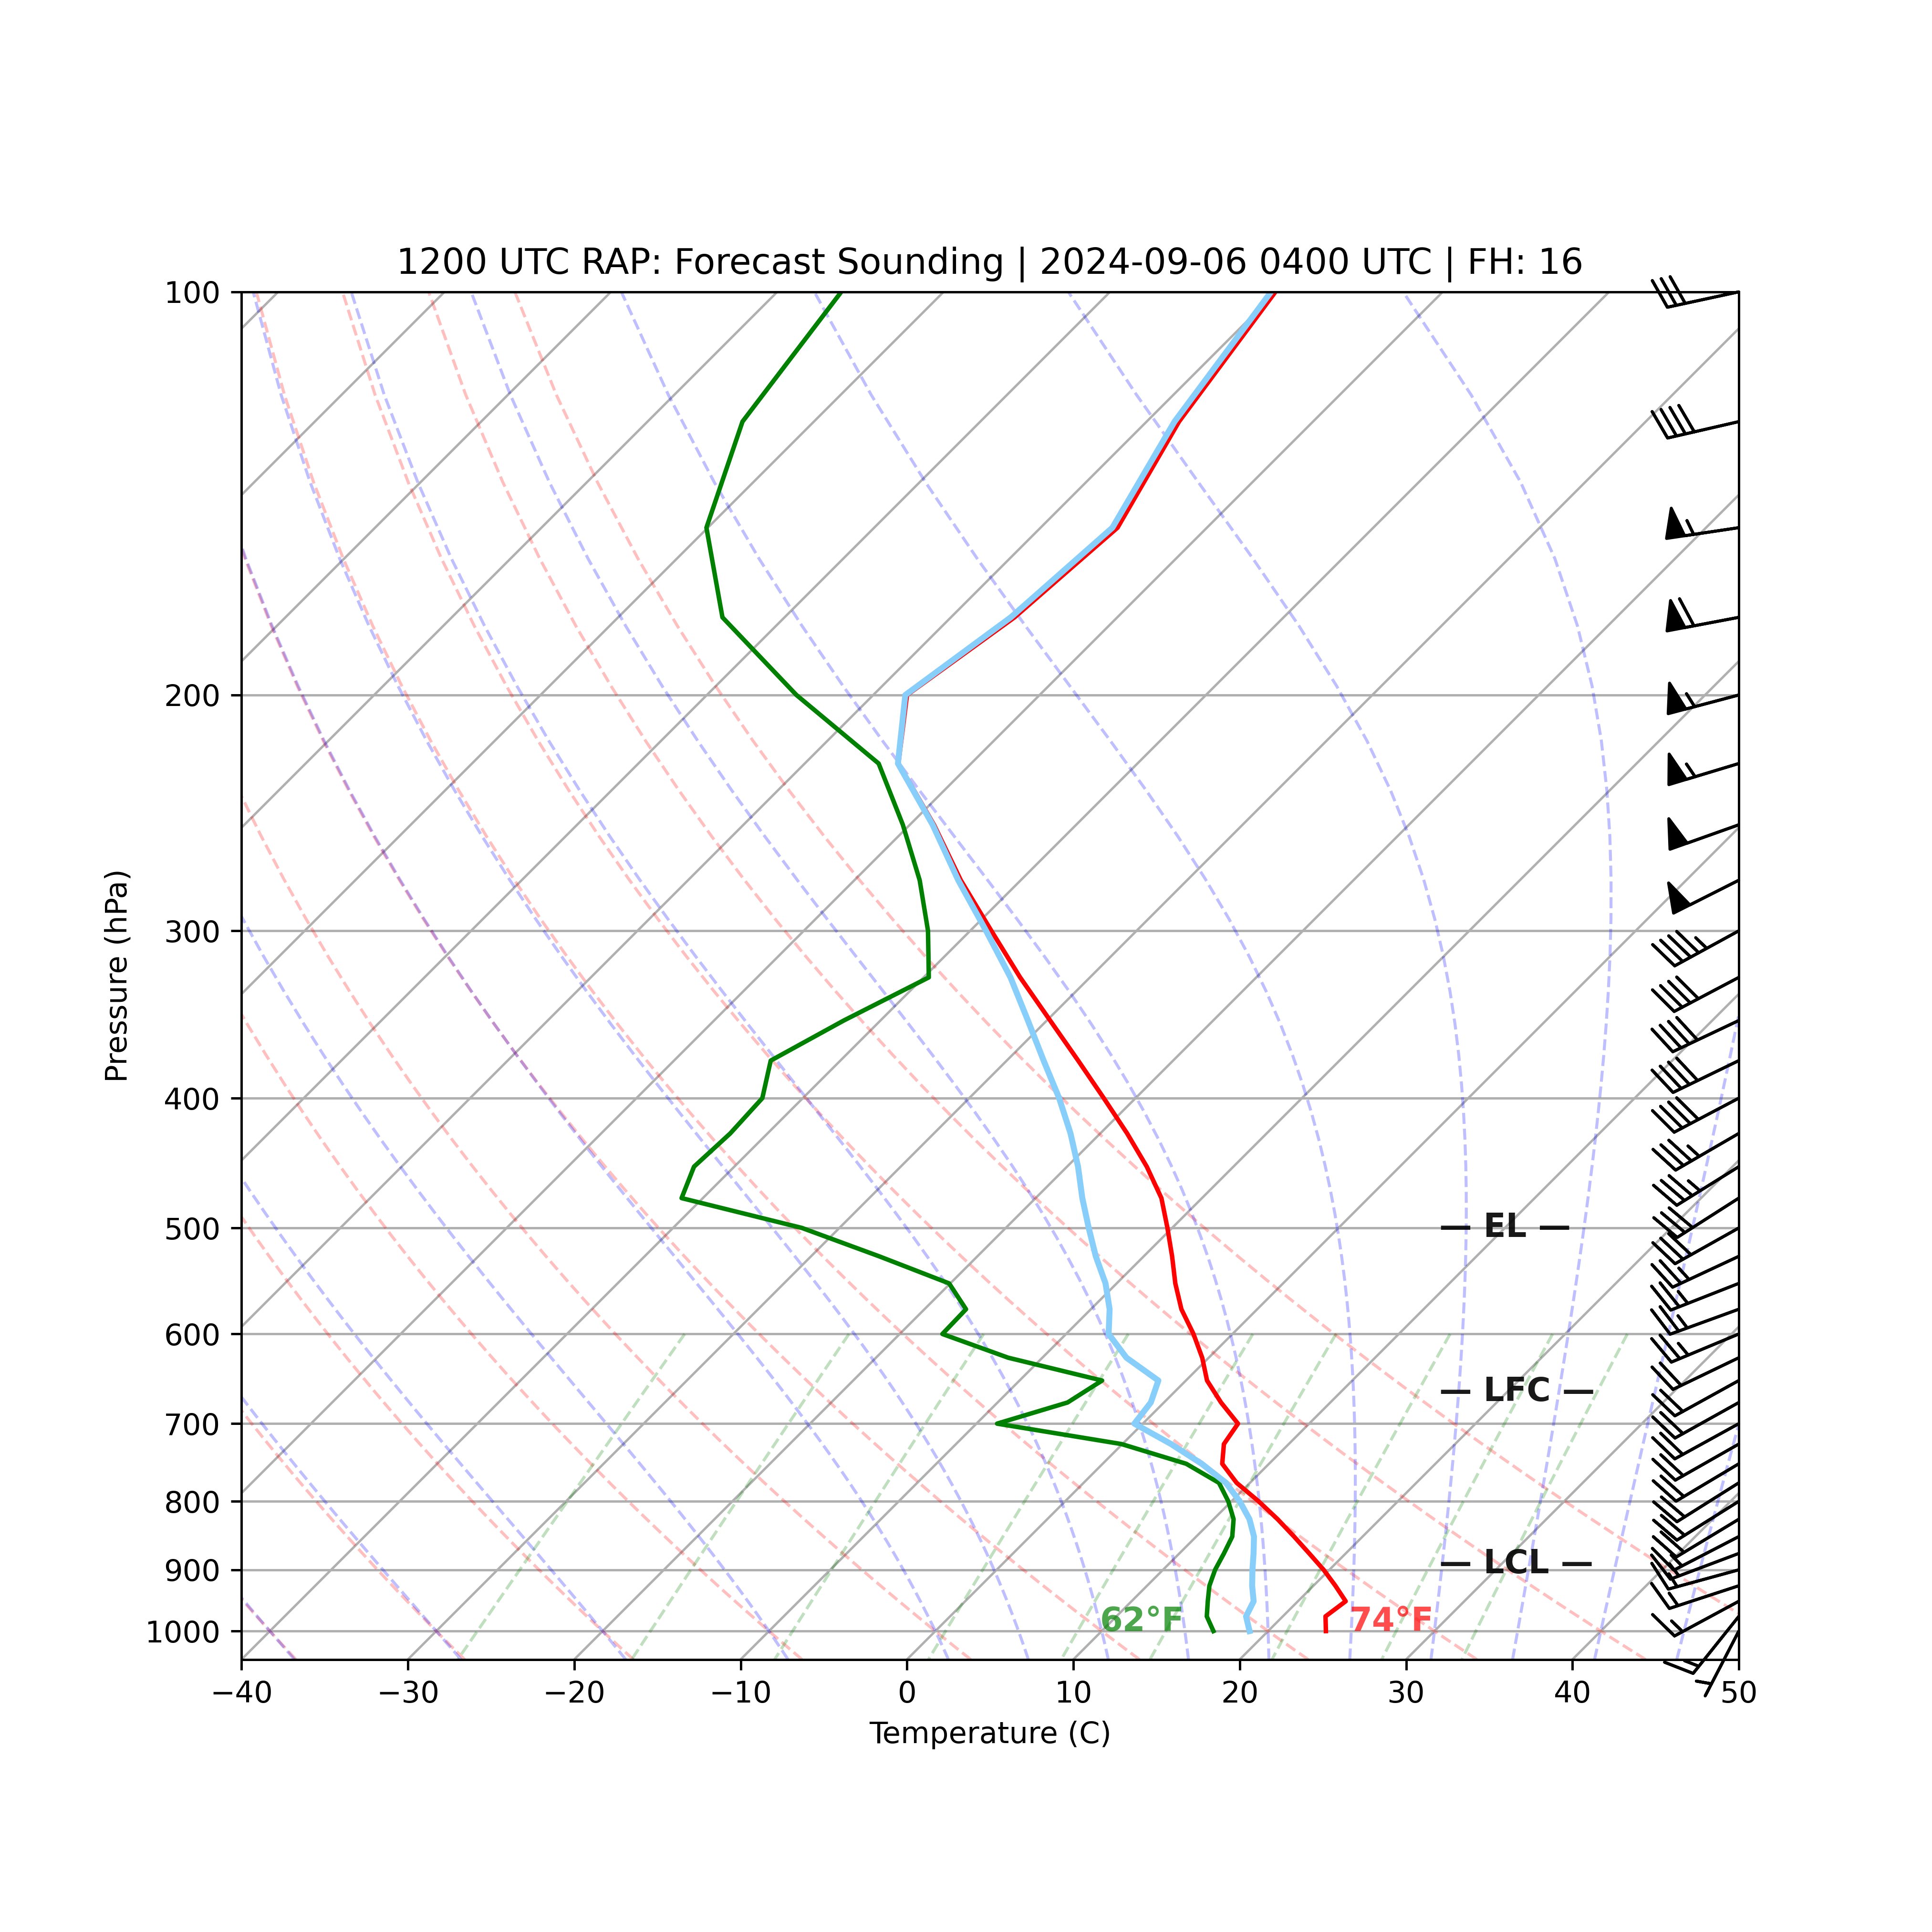 1200 UTC RAP: Forecast Sounding | 2024-09-06 0400 UTC | FH: 16
100
200
300
400
500
600
700
800
900
1000
Pressure (hPa)
— EL —
— LFC —
— LCL —
62°F
74°F
−40 −30 −20 −10 0 10 20 30 40 50
Temperature (C)